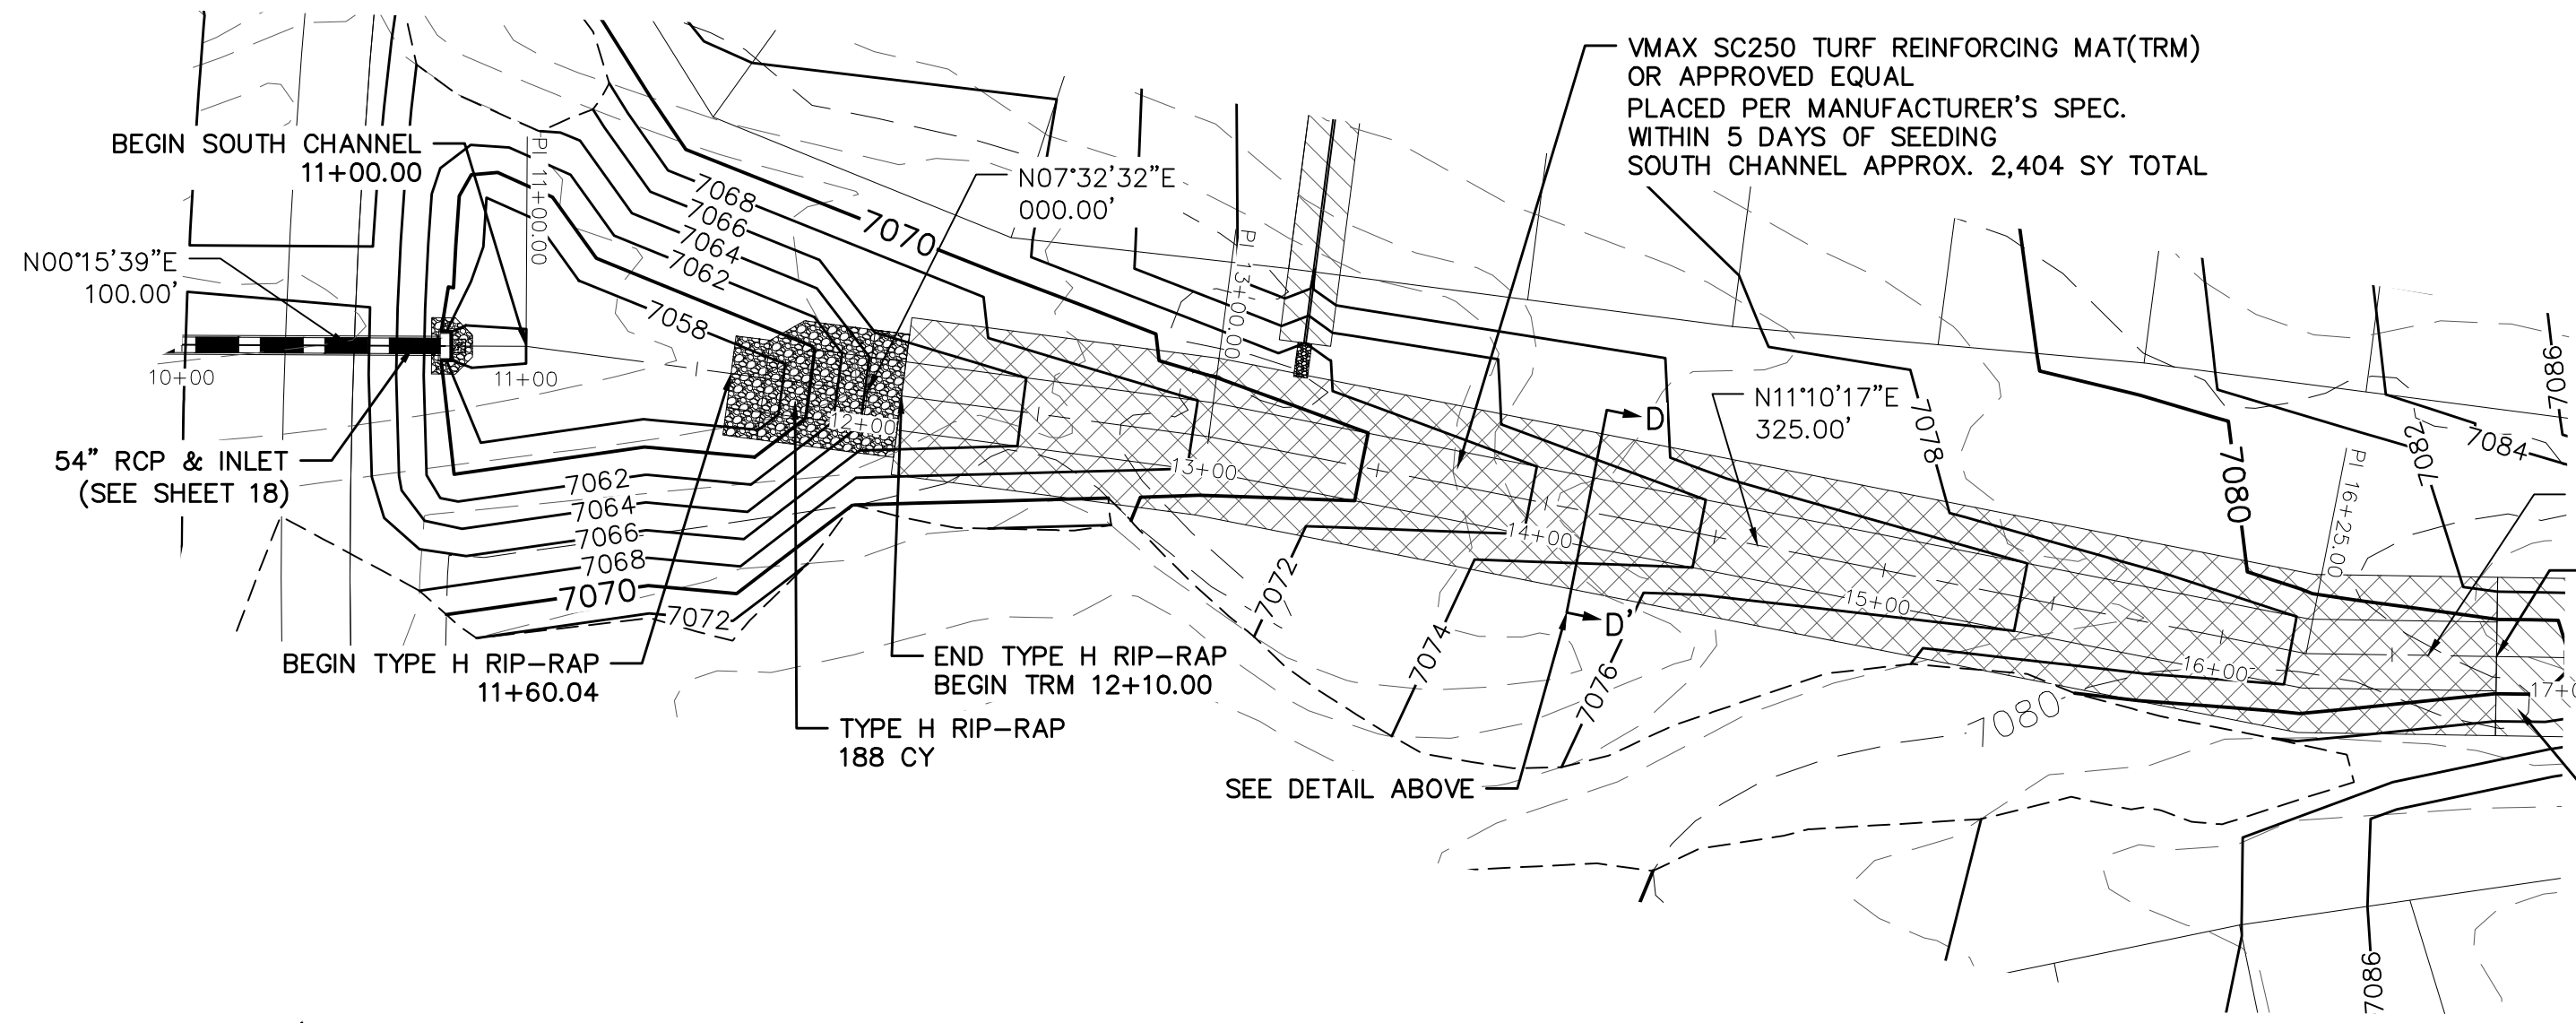 VMAX SC250 TURF REINFORCING MAT(TRM)
OR APPROVED EQUAL
PLACED PER MANUFACTURER'S SPEC.
WITHIN 5 DAYS OF SEEDING
SOUTH CHANNEL APPROX. 2,404 SY TOTAL
BEGIN SOUTH CHANNEL
11+00.00
PI 11+00.00
N07°32'32"E
000.00'
7068
7066
7064
7062
7070
7058
N00°15'39"E
100.00'
10+00
11+00
12+00
PI 13+00.00
13+00
54" RCP & INLET
(SEE SHEET 18)
7062
7064
7066
7068
7070
7072
BEGIN TYPE H RIP-RAP
11+60.04
END TYPE H RIP-RAP
BEGIN TRM 12+10.00
TYPE H RIP-RAP
188 CY
D
D'
SEE DETAIL ABOVE
N11°10'17"E
325.00'
14+00
15+00
16+00
PI 16+25.00
17+0
7072
7074
7076
7078
7080
7082
7084
7086
7080
7086